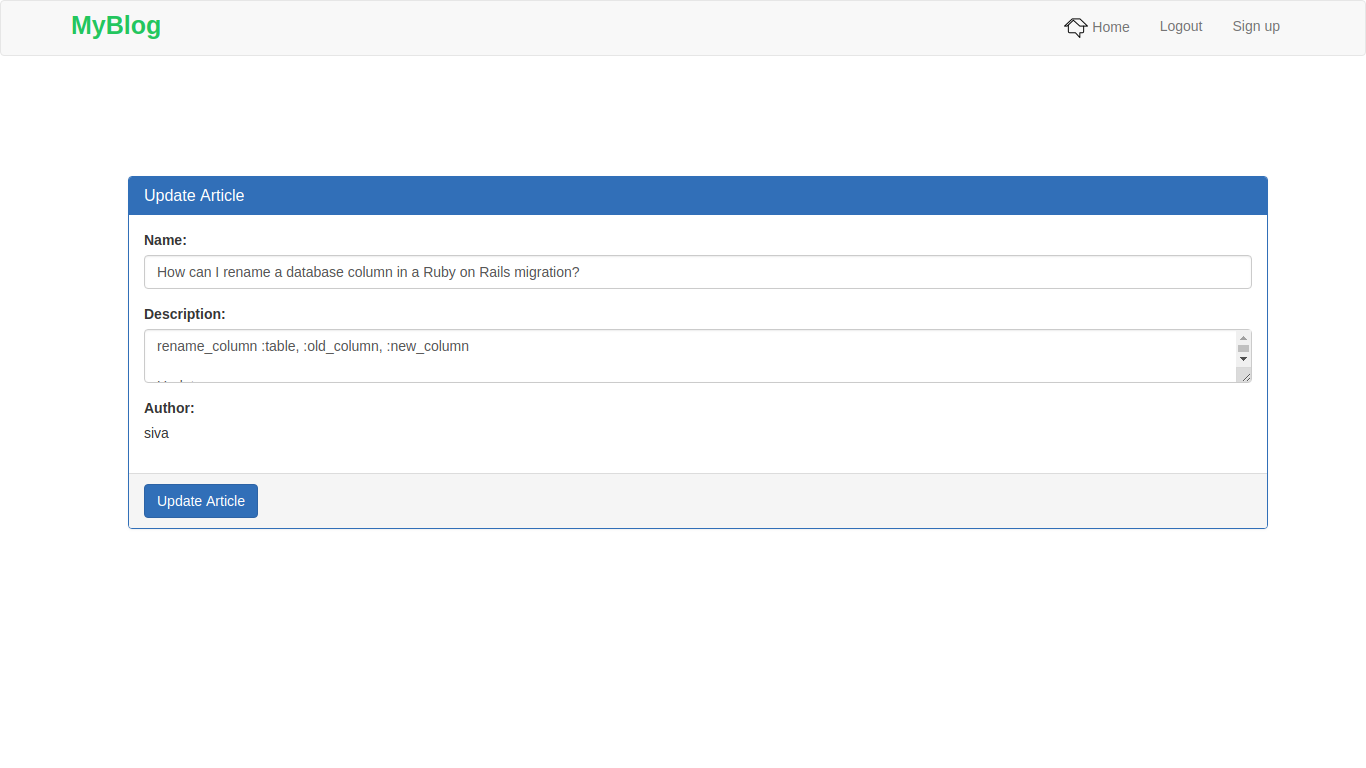 MyBlog
Home
Logout
Sign up
Update Article
Name:
How can I rename a database column in a Ruby on Rails migration?
Description:
rename_column :table, :old_column, :new_column
Author:
siva
Update Article